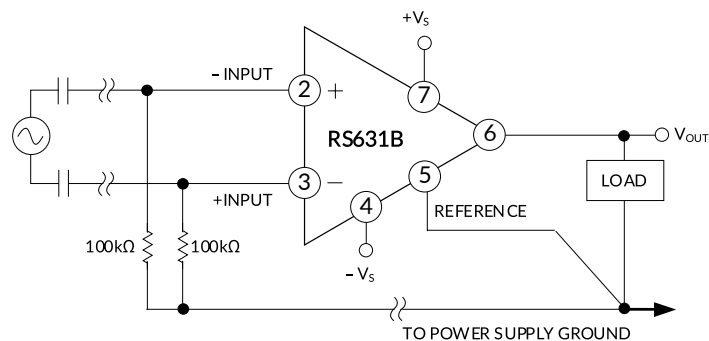 +VS
– INPUT
2
+
7
6
VOUT
RS631B
LOAD
3
–
5
+INPUT
4
REFERENCE
100kΩ
100kΩ
– VS
TO POWER SUPPLY GROUND